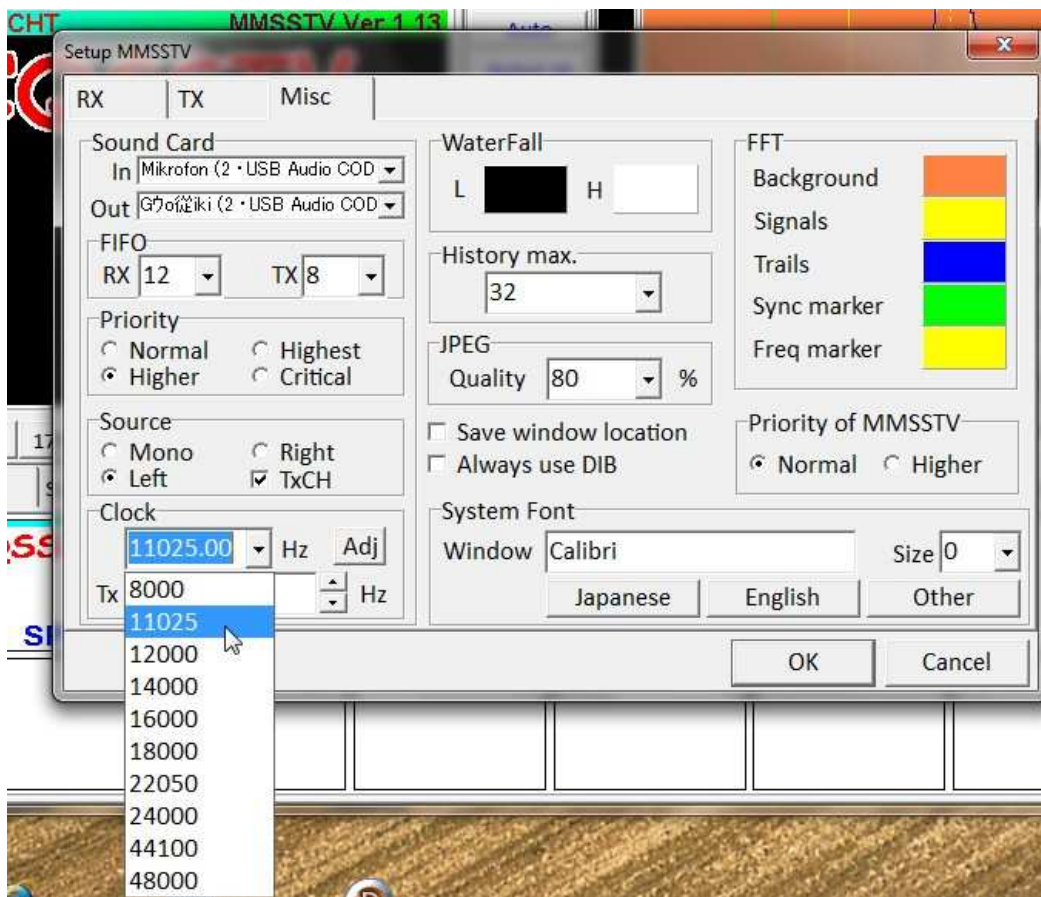 CHT MMSSTV Ver 1.13
Auto
Setup MMSSTV
RX TX Misc
Sound Card
In Mikrofon (2・USB Audio COD
Out (2・USB Audio COD
FIFO
RX 12 TX 8
Priority
Normal Highest
Higher Critical
Source
Mono Right
Left TxCH
Clock
11025.00 Hz Adj
Tx Hz
8000
11025
12000
14000
16000
18000
22050
24000
44100
48000
WaterFall
L H
History max.
32
JPEG
Quality 80 %
Save window location
Always use DIB
FFT
Background
Signals
Trails
Sync marker
Freq marker
Priority of MMSSTV
Normal Higher
System Font
Window Calibri Size 0
Japanese English Other
OK Cancel
17